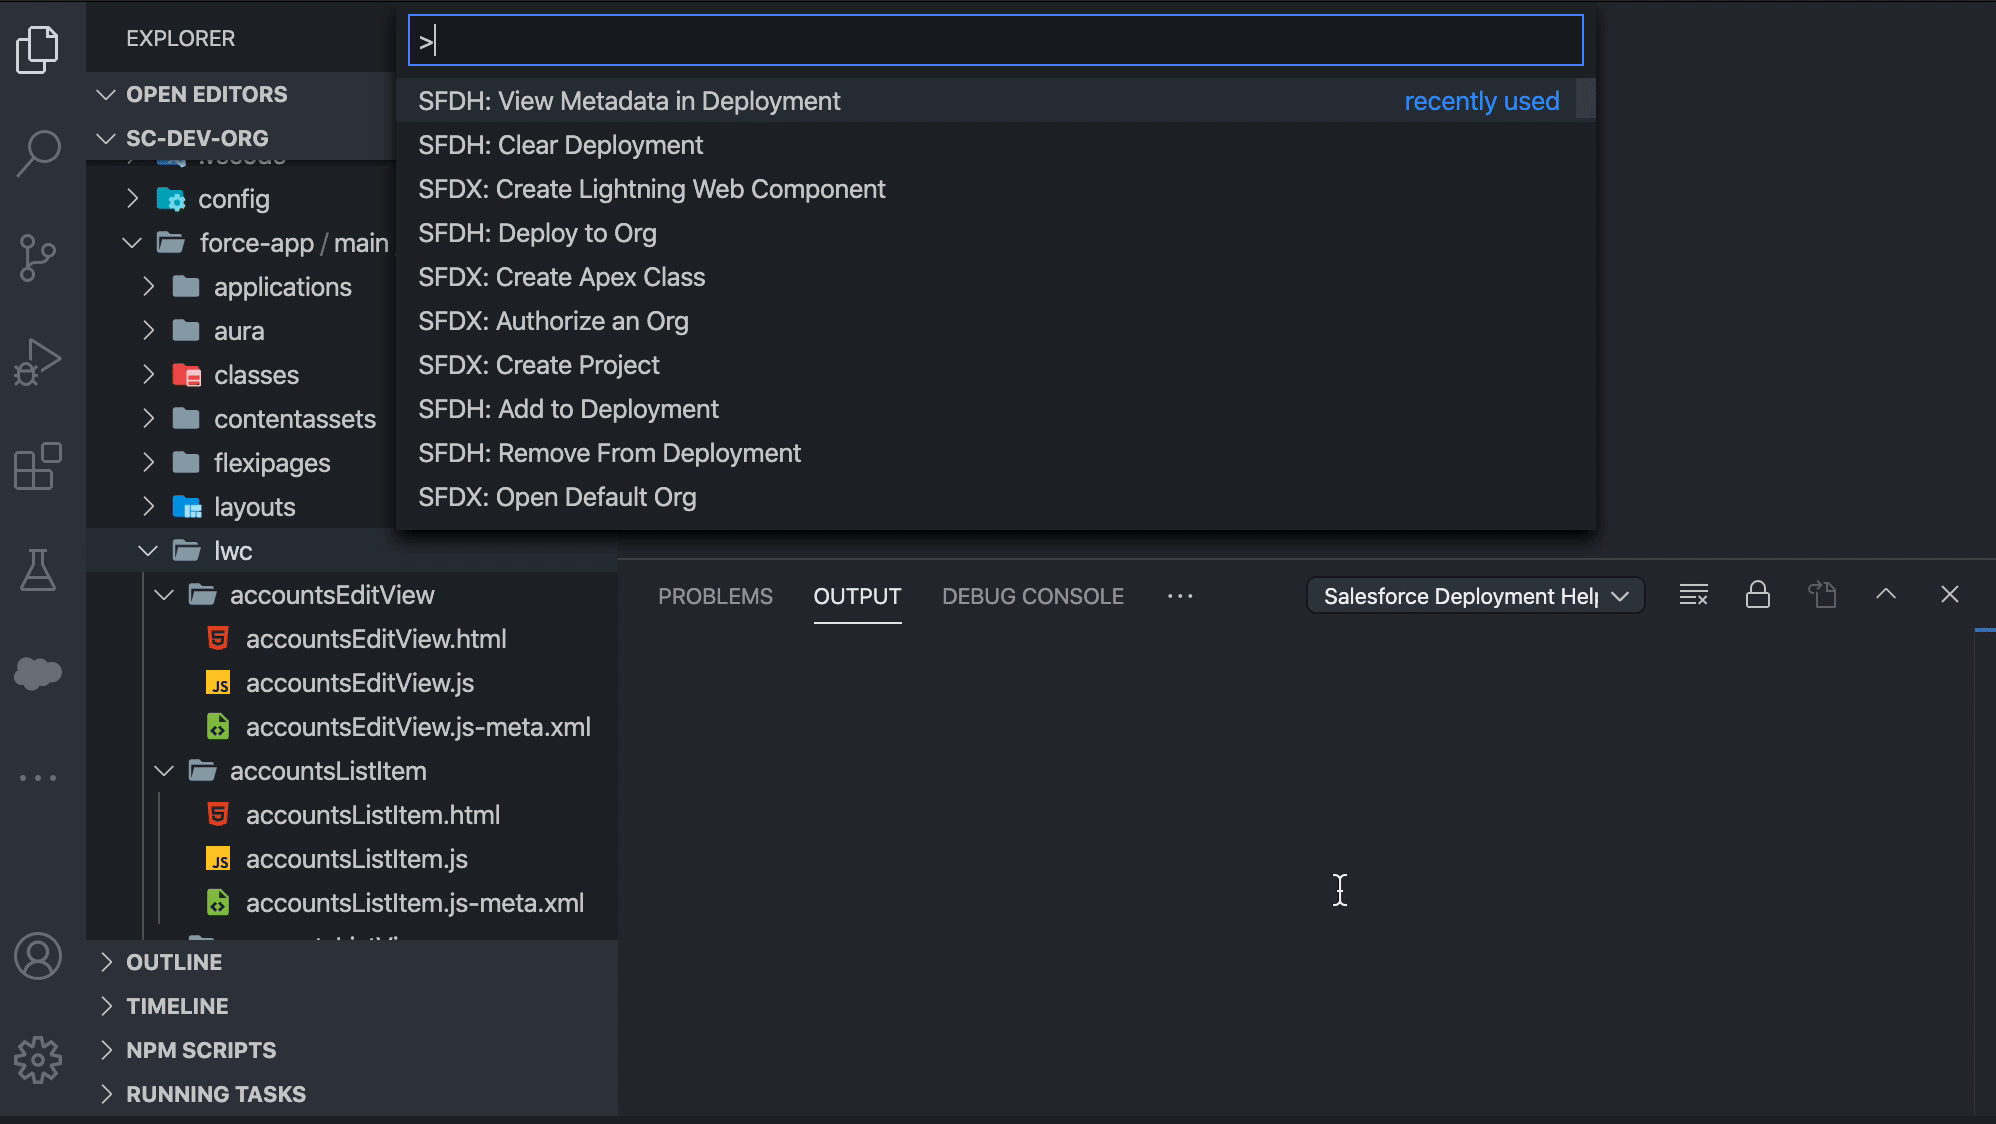 EXPLORER
OPEN EDITORS
SC-DEV-ORG
.vscode
config
force-app / main
applications
aura
classes
contentassets
flexipages
layouts
lwc
accountsEditView
accountsEditView.html
accountsEditView.js
accountsEditView.js-meta.xml
accountsListItem
accountsListItem.html
accountsListItem.js
accountsListItem.js-meta.xml
OUTLINE
TIMELINE
NPM SCRIPTS
RUNNING TASKS
>
SFDH: View Metadata in Deployment recently used
SFDH: Clear Deployment
SFDX: Create Lightning Web Component
SFDH: Deploy to Org
SFDX: Create Apex Class
SFDX: Authorize an Org
SFDX: Create Project
SFDH: Add to Deployment
SFDH: Remove From Deployment
SFDX: Open Default Org
PROBLEMS OUTPUT DEBUG CONSOLE ... Salesforce Deployment Help